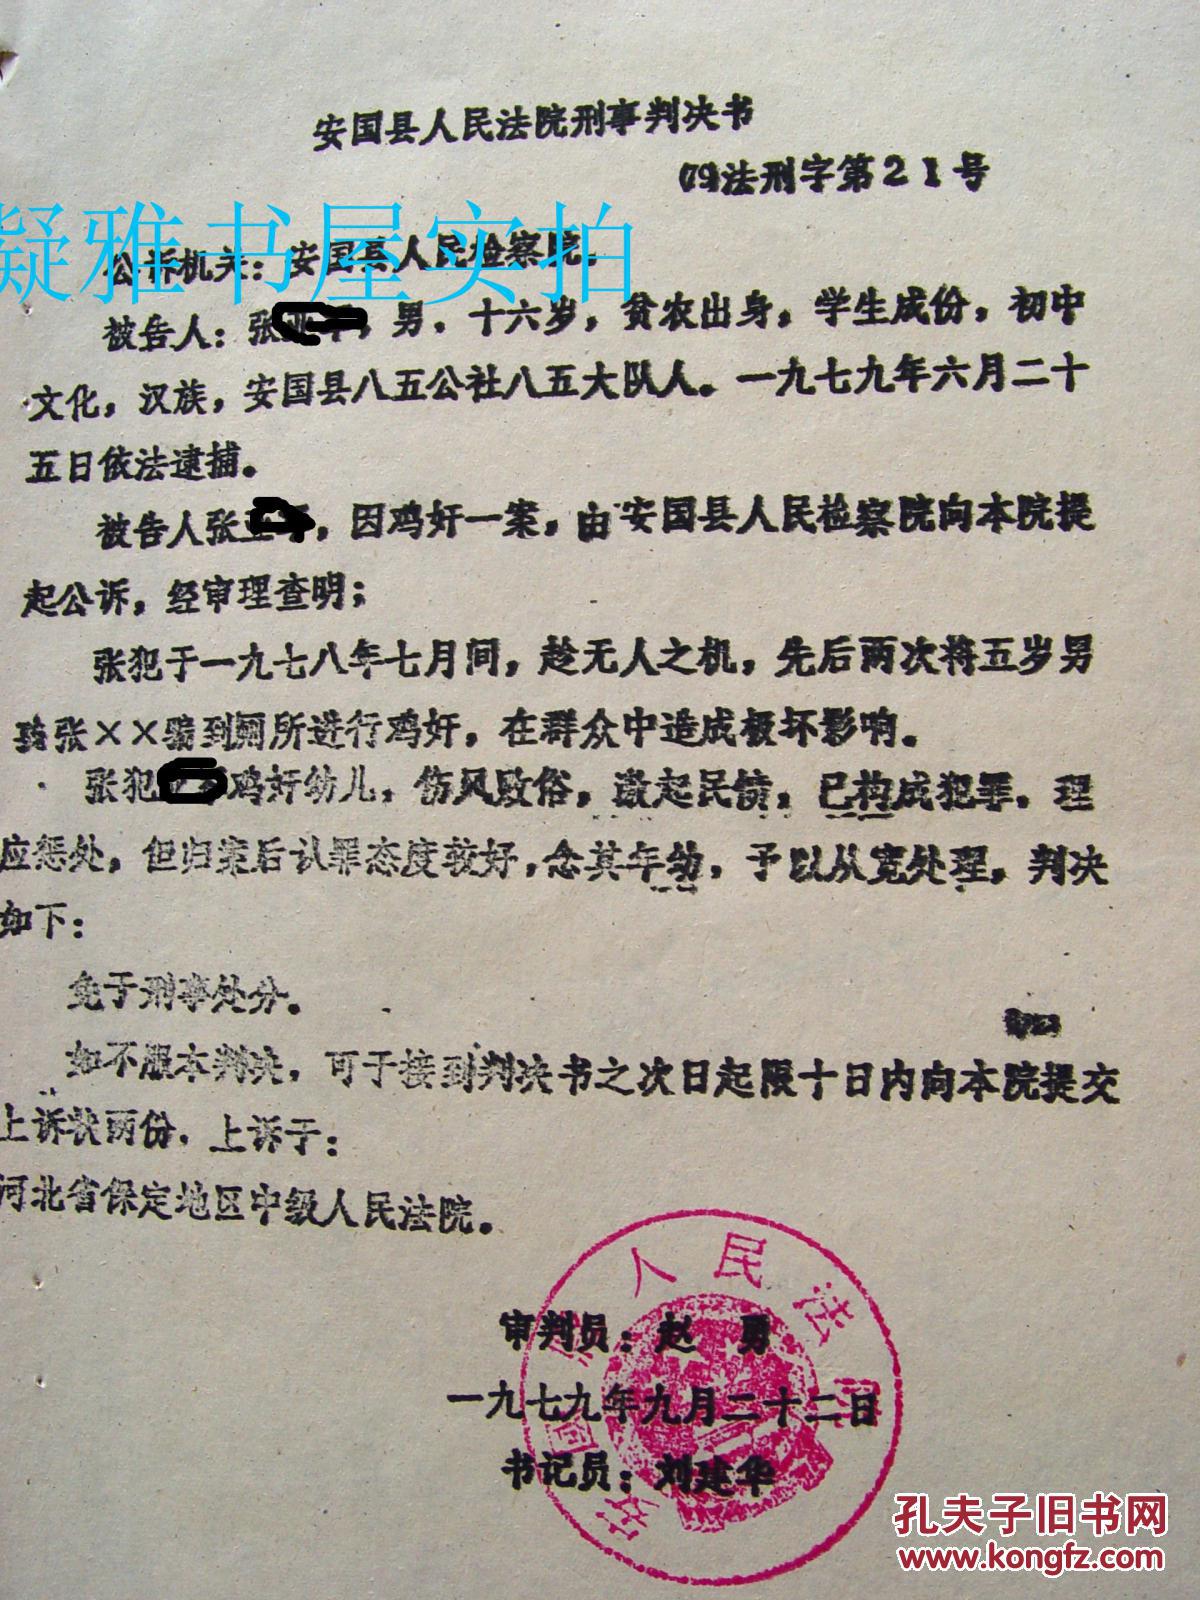 安国县人民法院刑事判决书
(79)法刑字第21号
凝雅书屋实拍
公诉机关：安国县人民检察院。
被告人：张，男，十六岁，贫农出身，学生成份，初中
文化，汉族，安国县八五公社八五大队人。一九七九年六月二十
五日依法逮捕。
被告人张，因鸡奸一案，由安国县人民检察院向本院提
起公诉，经审理查明；
张犯于一九七八年七月间，趁无人之机，先后两次将五岁男
孩张××骗到厕所进行鸡奸，在群众中造成极坏影响。
张犯鸡奸幼儿，伤风败俗，激起民愤，已构成犯罪，理
应惩处，但归案后认罪态度较好，念其年幼，予以从宽处理，判决
如下：
免于刑事处分。
如不服本判决，可于接到判决书之次日起限十日内向本院提交
上诉状两份，上诉于：
河北省保定地区中级人民法院。
人民法
审判员：赵 勇
一九七九年九月二十二日
国
书记员：刘建华
安
孔夫子旧书网
www.kongfz.com